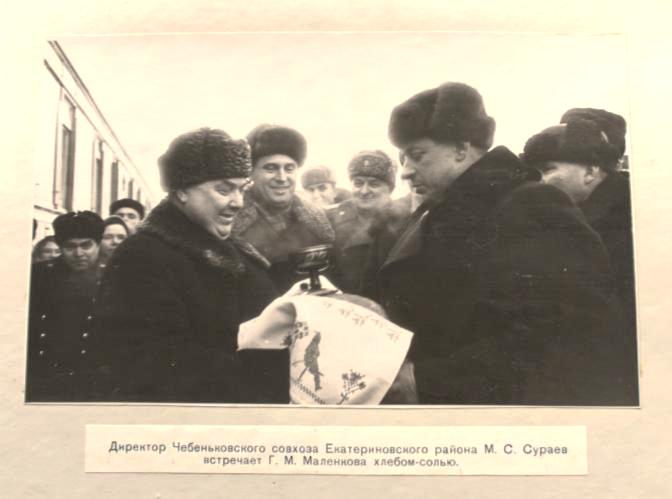 Директор Чебеньковского совхоза Екатериновского района М. С. Сураев
встречает Г. М. Маленкова хлебом-солью.